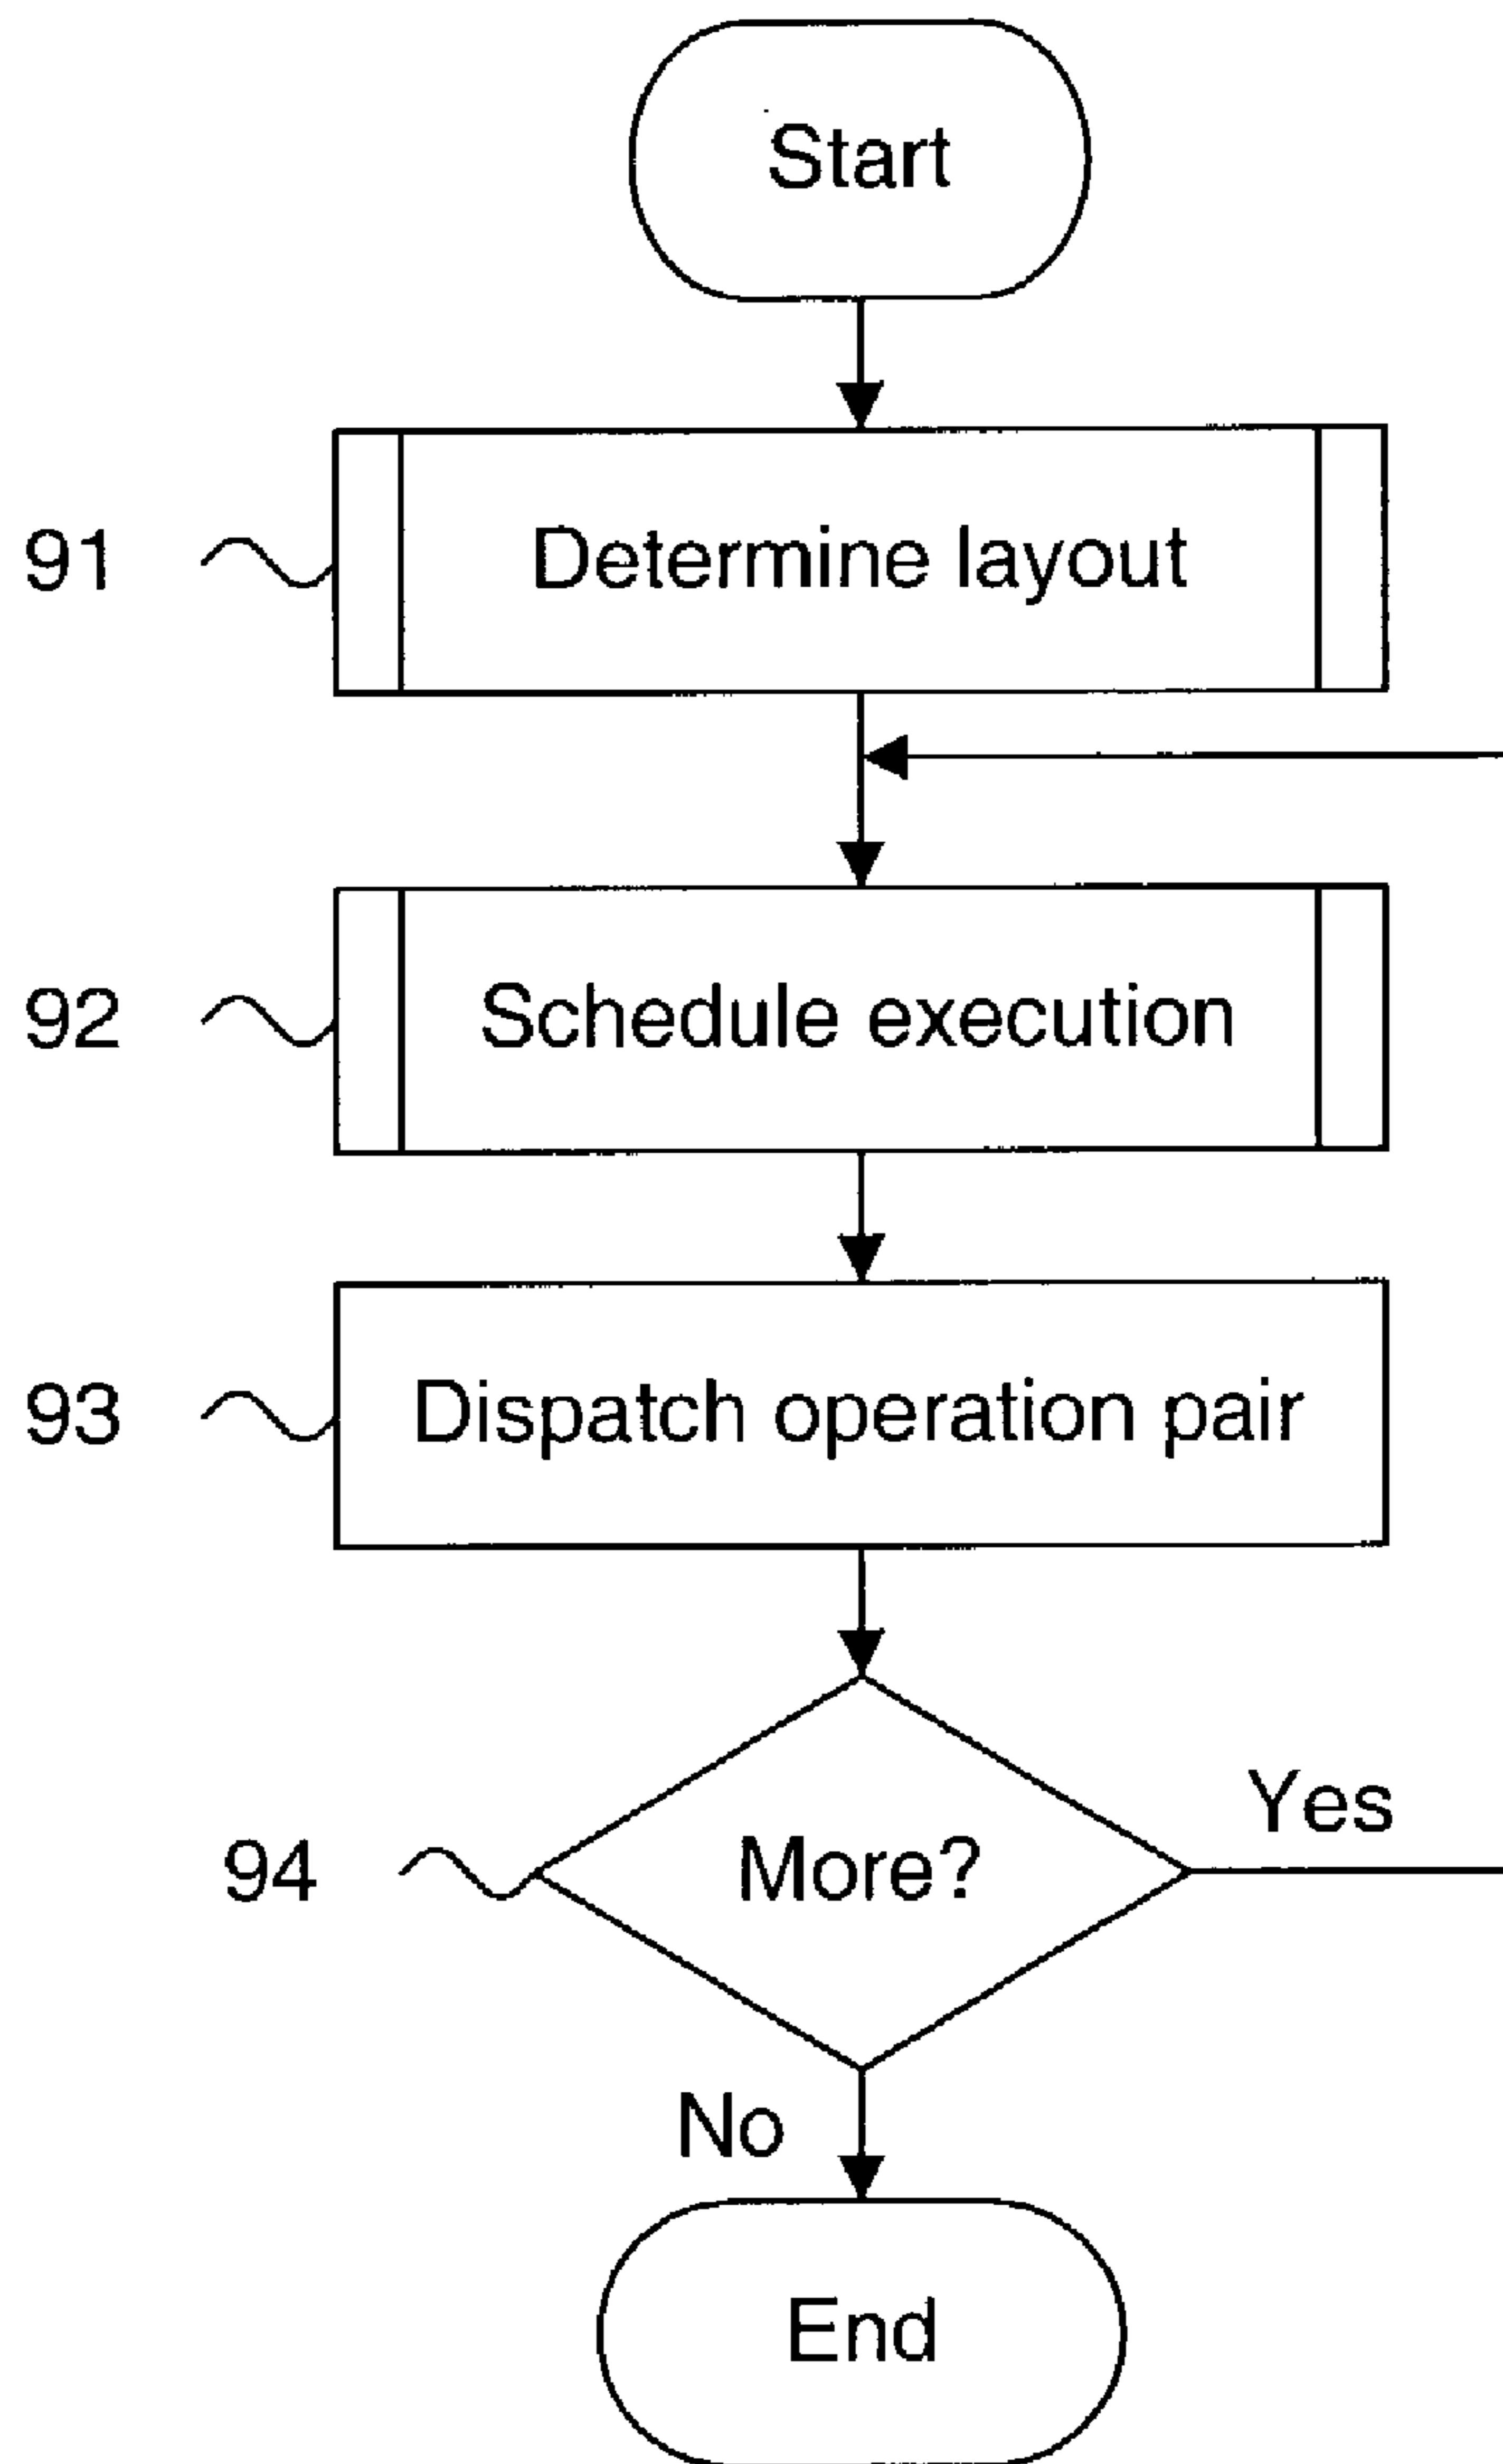 Start
91 Determine layout
92 Schedule execution
93 Dispatch operation pair
94 More? Yes
No
End